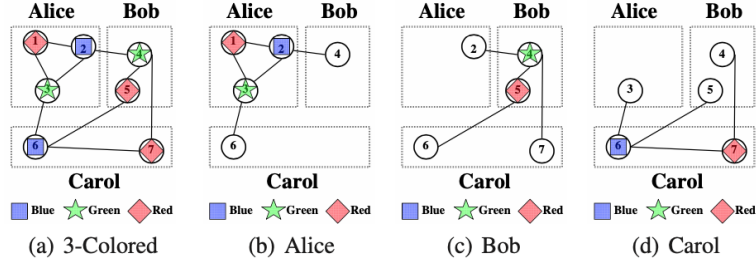 Alice Bob Alice Bob Alice Bob Alice Bob
1 2 4 1 2 4 2 4 4
3 5 3 5 3 5
6 7 6 6 7 6 7
Carol Carol Carol Carol
Blue Green Red Blue Green Red Blue Green Red Blue Green Red
(a) 3-Colored (b) Alice (c) Bob (d) Carol